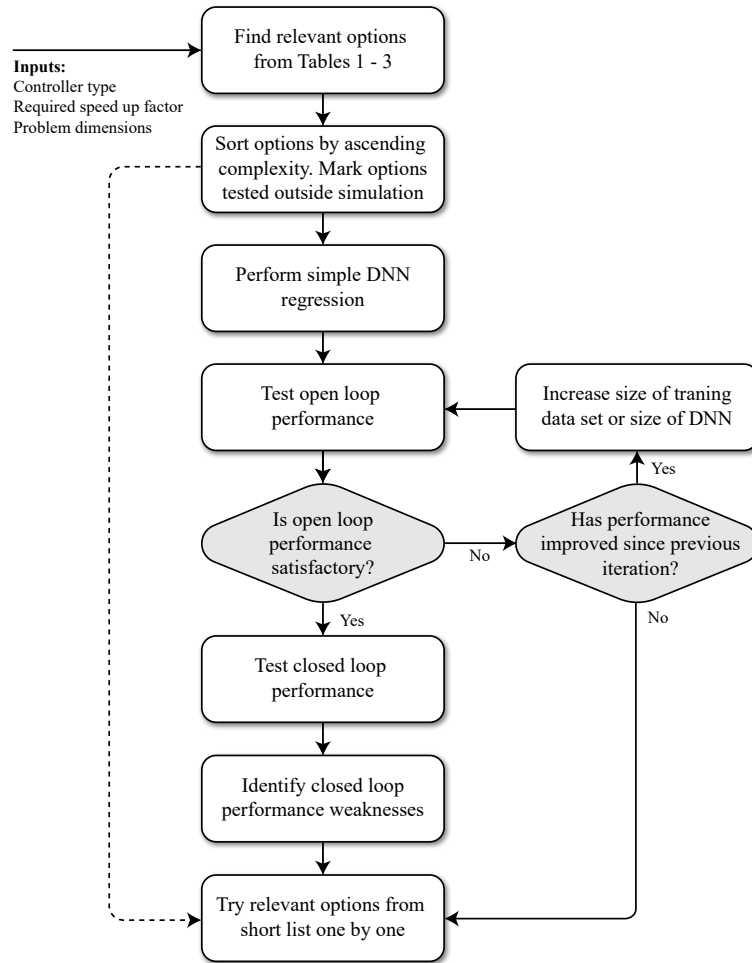 Find relevant options
from Tables 1 - 3
Inputs:
Controller type
Required speed up factor
Problem dimensions
Sort options by ascending
complexity. Mark options
tested outside simulation
Perform simple DNN
regression
Test open loop
performance
Increase size of traning
data set or size of DNN
Yes
Is open loop
performance
satisfactory?
No
Has performance
improved since previous
iteration?
Yes
No
Test closed loop
performance
Identify closed loop
performance weaknesses
Try relevant options from
short list one by one